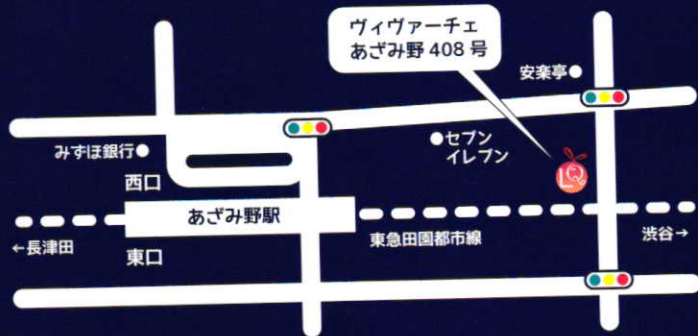 ヴィヴァーチェ
あざみ野 408 号
安楽亭
みずほ銀行
セブン
イレブン
西口
LQ
あざみ野駅
←長津田
東急田園都市線
渋谷→
東口